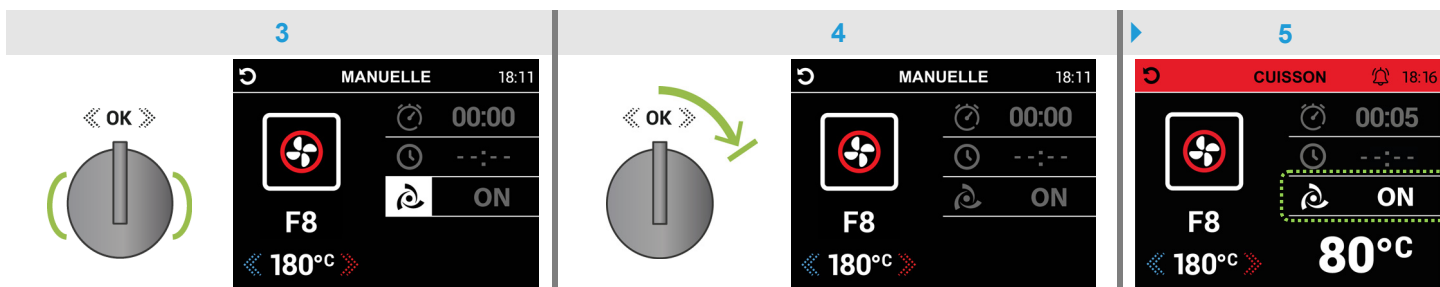 3
4
5
OK
MANUELLE 18:11
00:00
--:--
ON
F8
180°C
OK
MANUELLE 18:11
00:00
--:--
ON
F8
180°C
CUISSON 18:16
00:05
--:--
ON
F8
180°C
80°C